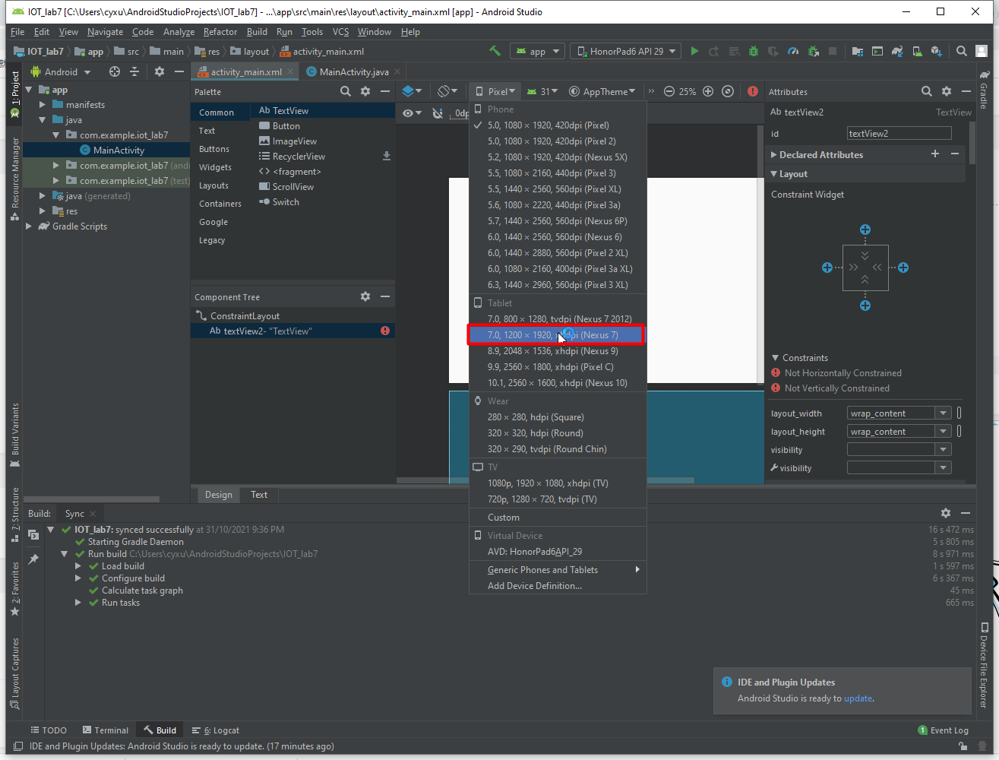 IOT_lab7 [C:\Users\cyxu\AndroidStudioProjects\IOT_lab7] - ...\app\src\main\res\layout\activity_main.xml [app] - Android Studio
File Edit View Navigate Code Analyze Refactor Build Run Tools VCS Window Help
IOT_lab7 app src main res layout activity_main.xml app HonorPad6 API 29
Android activity_main.xml MainActivity.java
1: Project
Resource Manager
Build Variants
7: Structure
2: Favorites
Layout Captures
app
manifests
java
com.example.iot_lab7
MainActivity
com.example.iot_lab7 (and
com.example.iot_lab7 (test)
java (generated)
res
Gradle Scripts
Palette
Common
Text
Buttons
Widgets
Layouts
Containers
Google
Legacy
Ab TextView
Button
ImageView
RecyclerView
<> <fragment>
ScrollView
Switch
Component Tree
ConstraintLayout
Ab textView2- "TextView"
Pixel 31 AppTheme » 25%
0dp
Phone
5.0, 1080 × 1920, 420dpi (Pixel)
5.0, 1080 × 1920, 420dpi (Pixel 2)
5.2, 1080 × 1920, 420dpi (Nexus 5X)
5.5, 1080 × 2160, 440dpi (Pixel 3)
5.5, 1440 × 2560, 560dpi (Pixel XL)
5.6, 1080 × 2220, 440dpi (Pixel 3a)
5.7, 1440 × 2560, 560dpi (Nexus 6P)
6.0, 1440 × 2560, 560dpi (Nexus 6)
6.0, 1440 × 2880, 560dpi (Pixel 2 XL)
6.0, 1080 × 2160, 400dpi (Pixel 3a XL)
6.3, 1440 × 2960, 560dpi (Pixel 3 XL)
Tablet
7.0, 800 × 1280, tvdpi (Nexus 7 2012)
7.0, 1200 × 1920, (Nexus 7)
8.9, 2048 × 1536, xhdpi (Nexus 9)
9.9, 2560 × 1800, xhdpi (Pixel C)
10.1, 2560 × 1600, xhdpi (Nexus 10)
Wear
280 × 280, hdpi (Square)
320 × 320, hdpi (Round)
320 × 290, tvdpi (Round Chin)
TV
1080p, 1920 × 1080, xhdpi (TV)
720p, 1280 × 720, tvdpi (TV)
Custom
Virtual Device
AVD: HonorPad6API_29
Generic Phones and Tablets
Add Device Definition...
Attributes
Ab textView2 TextView
id textView2
Declared Attributes
Layout
Constraint Widget
Constraints
Not Horizontally Constrained
Not Vertically Constrained
layout_width wrap_content
layout_height wrap_content
visibility
visibility
Gradle
Device File Explorer
Design Text
Build: Sync
IOT_lab7: synced successfully at 31/10/2021 9:36 PM 16 s 472 ms
Starting Gradle Daemon 5 s 805 ms
Run build C:\Users\cyxu\AndroidStudioProjects\IOT_lab7 8 s 971 ms
Load build 1 s 597 ms
Configure build 6 s 367 ms
Calculate task graph 45 ms
Run tasks 665 ms
IDE and Plugin Updates
Android Studio is ready to update.
TODO Terminal Build 6: Logcat 1 Event Log
IDE and Plugin Updates: Android Studio is ready to update. (17 minutes ago)